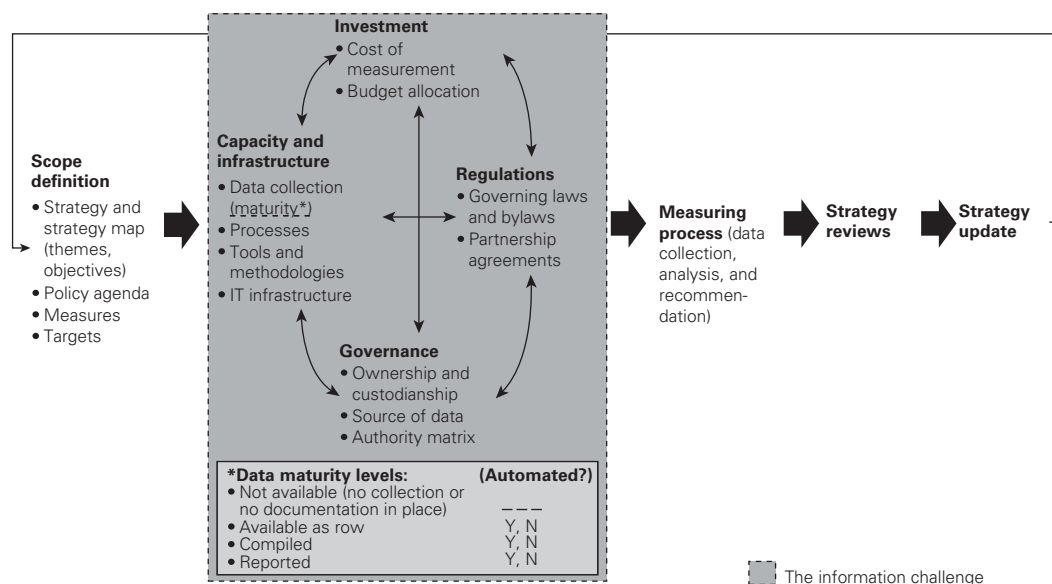 Investment
• Cost of
measurement
• Budget allocation
Capacity and
infrastructure
• Data collection
(maturity*)
• Processes
• Tools and
methodologies
• IT infrastructure
Scope
definition
• Strategy and
strategy map
(themes,
objectives)
• Policy agenda
• Measures
• Targets
Regulations
• Governing laws
and bylaws
• Partnership
agreements
Measuring
process (data
collection,
analysis, and
recommen-
dation)
Strategy
reviews
Strategy
update
Governance
• Ownership and
custodianship
• Source of data
• Authority matrix
*Data maturity levels: (Automated?)
• Not available (no collection or
no documentation in place) – – –
• Available as row Y, N
• Compiled Y, N
• Reported Y, N
The information challenge